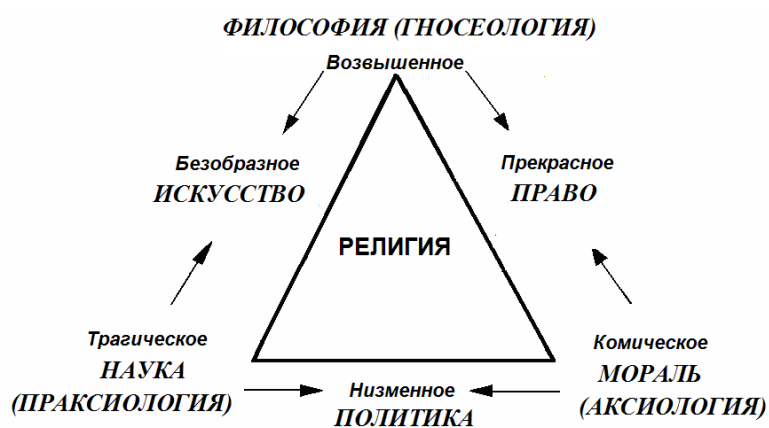 ФИЛОСОФИЯ (ГНОСЕОЛОГИЯ)
Возвышенное
Безобразное
ИСКУССТВО
Прекрасное
ПРАВО
РЕЛИГИЯ
Трагическое
НАУКА
(ПРАКСИОЛОГИЯ)
Низменное
ПОЛИТИКА
Комическое
МОРАЛЬ
(АКСИОЛОГИЯ)